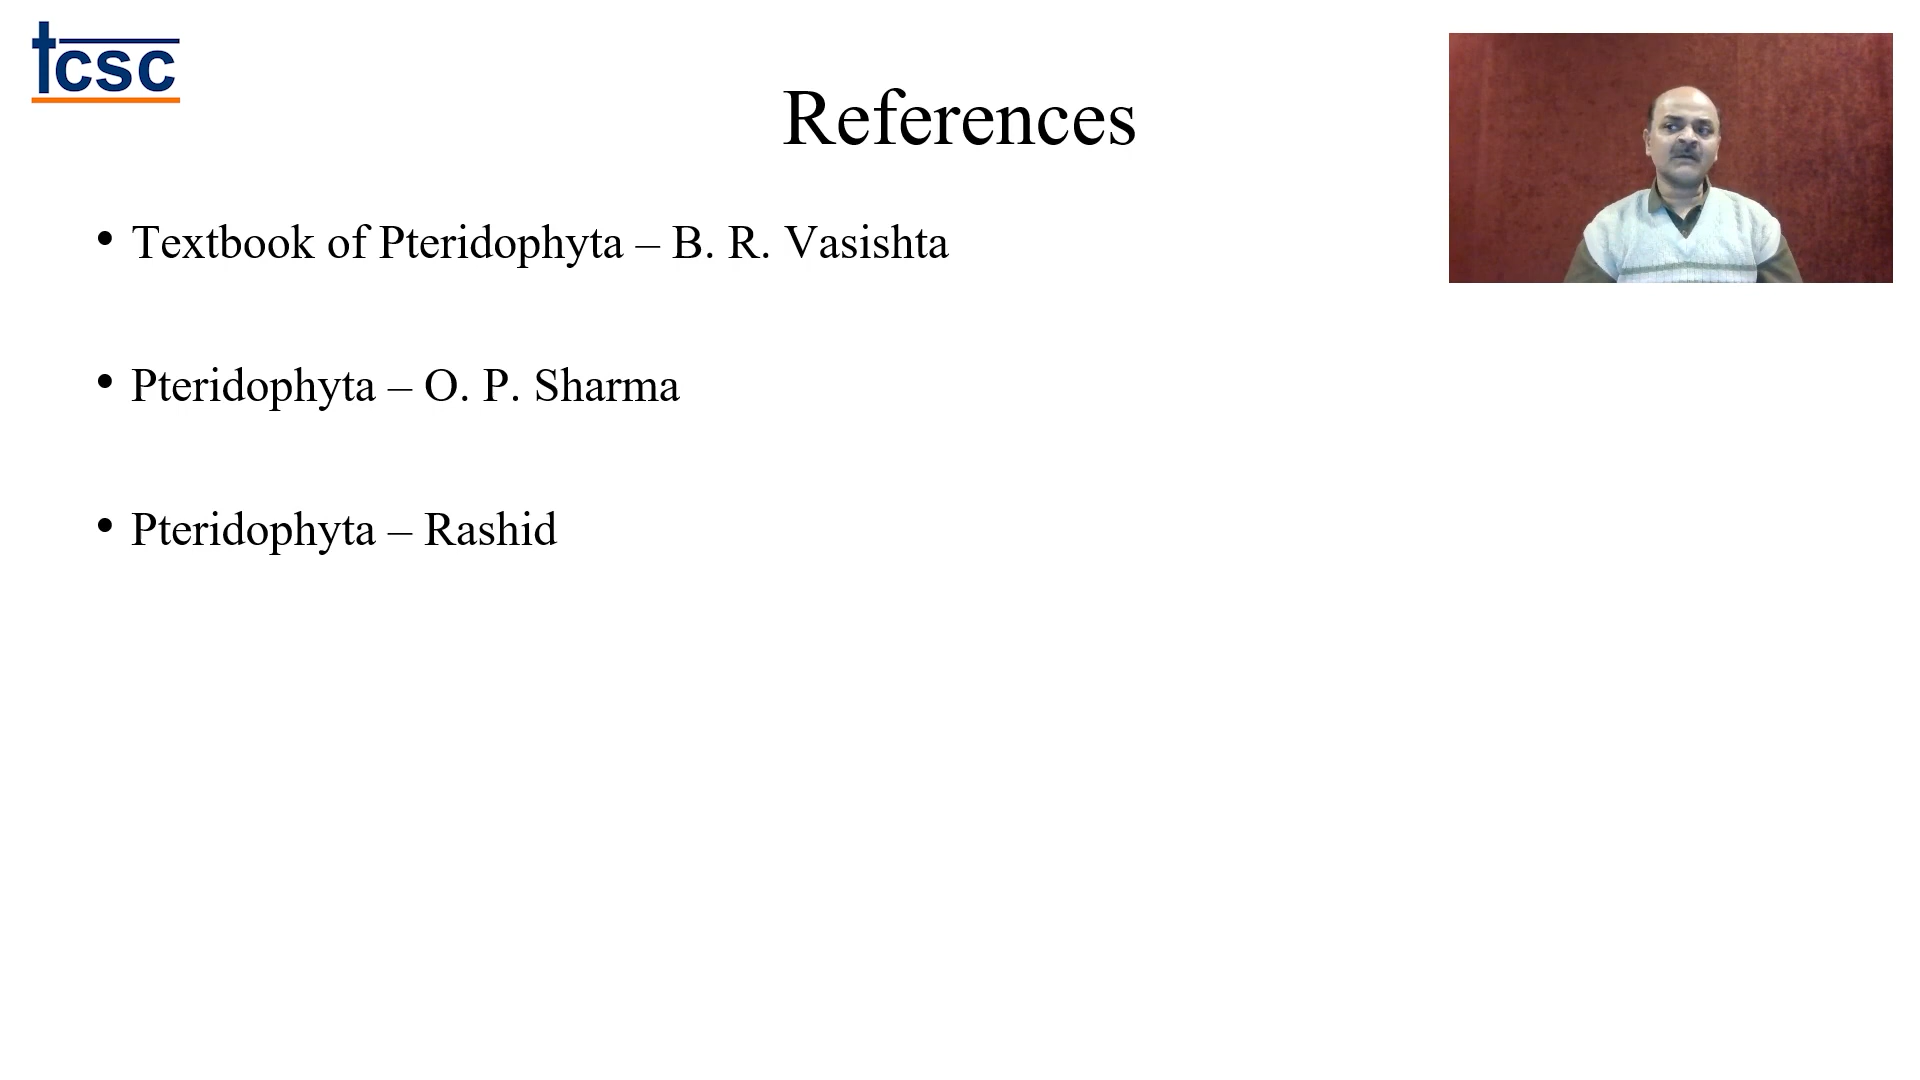 tcsc
References
• Textbook of Pteridophyta – B. R. Vasishta
• Pteridophyta – O. P. Sharma
• Pteridophyta – Rashid